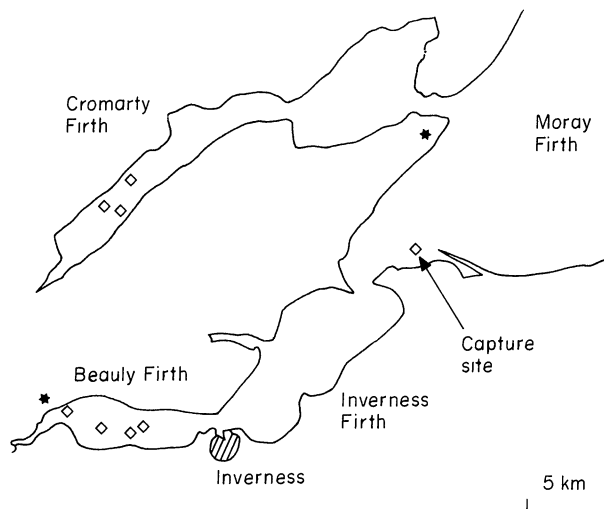 Cromarty
Firth
Moray
Firth
Capture
site
Beauly Firth
Inverness
Firth
Inverness
5 km